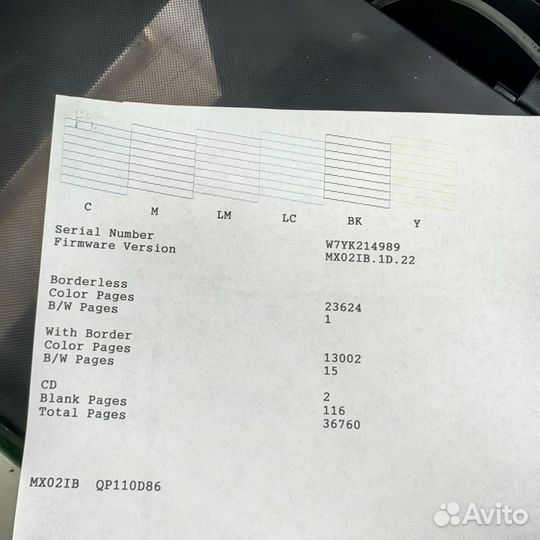 C M LM LC BK Y
Serial Number W7YK214989
Firmware Version MX02IB.1D.22
Borderless
Color Pages 23624
B/W Pages 1
With Border
Color Pages 13002
B/W Pages 15
CD 2
Blank Pages 116
Total Pages 36760
MX02IB QP110D86
Avito